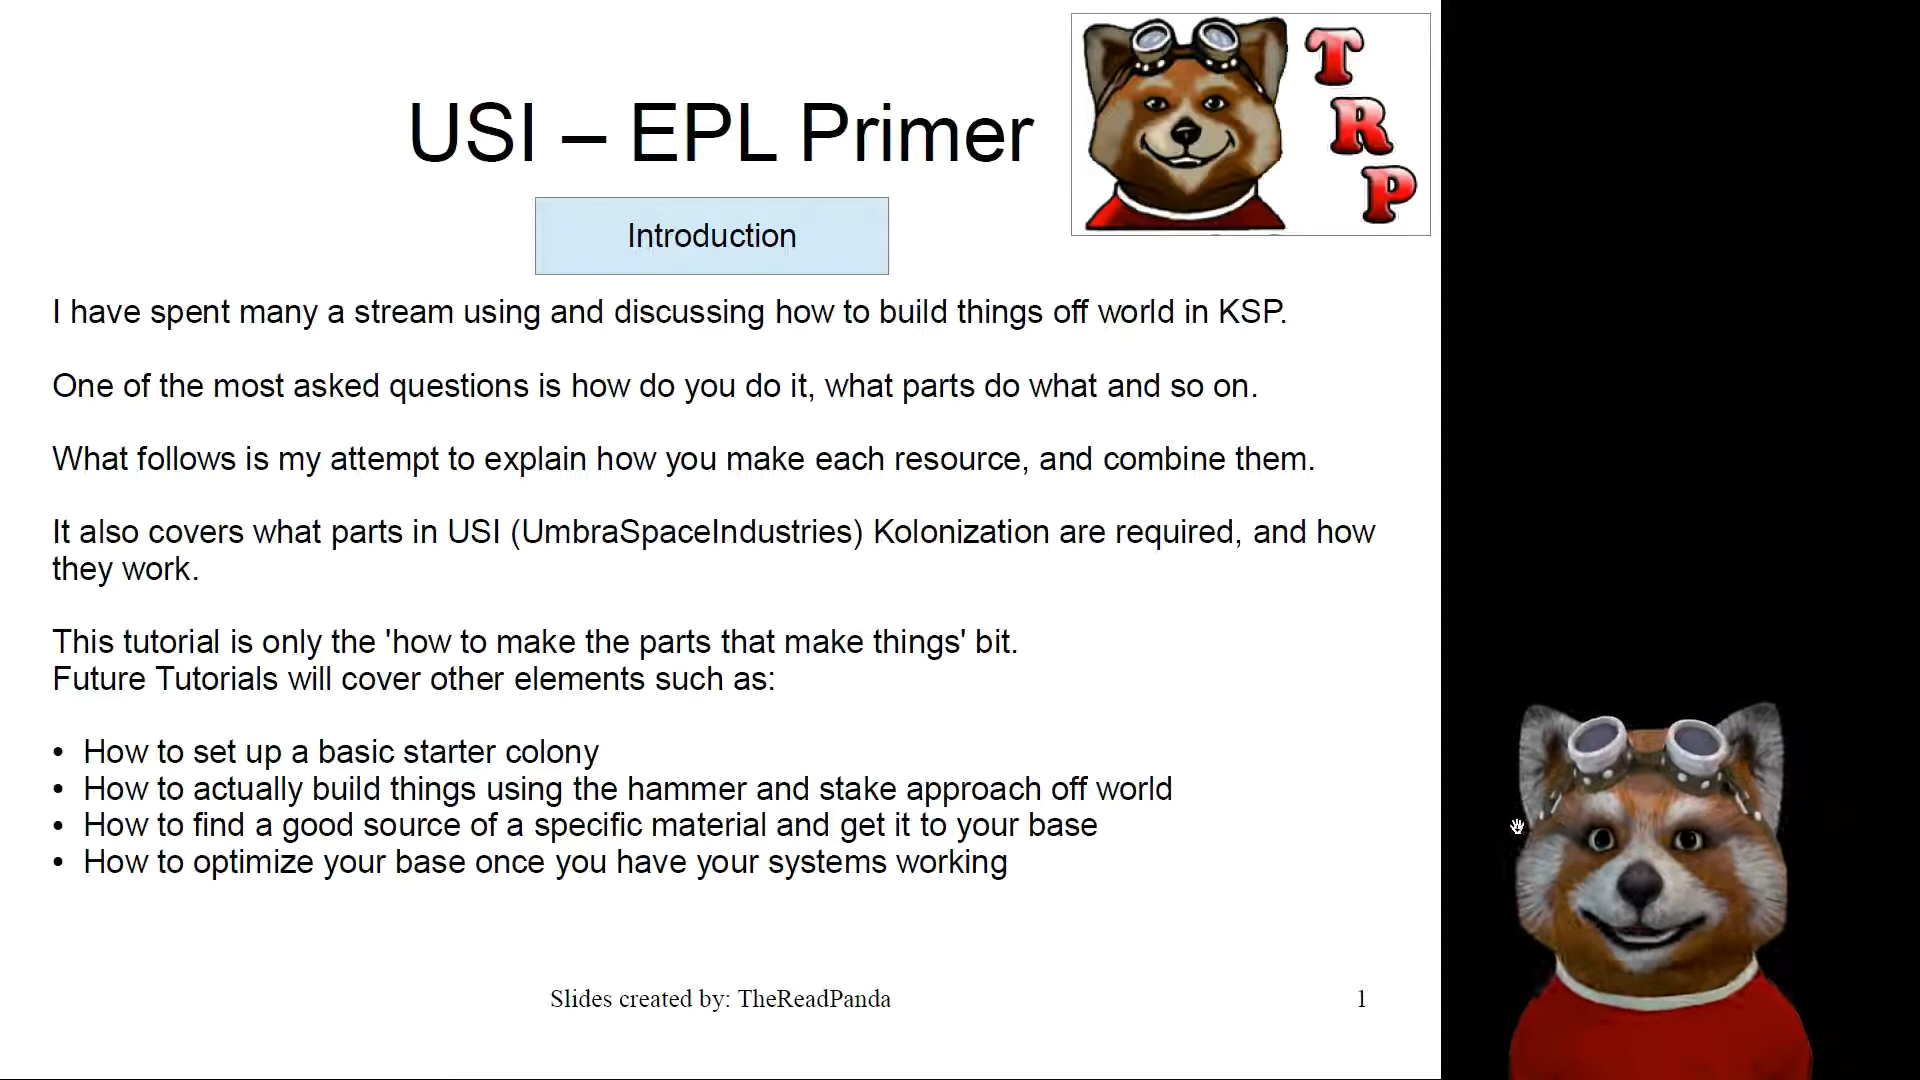 USI – EPL Primer
T
R
P
Introduction
I have spent many a stream using and discussing how to build things off world in KSP.
One of the most asked questions is how do you do it, what parts do what and so on.
What follows is my attempt to explain how you make each resource, and combine them.
It also covers what parts in USI (UmbraSpaceIndustries) Kolonization are required, and how
they work.
This tutorial is only the 'how to make the parts that make things' bit.
Future Tutorials will cover other elements such as:
• How to set up a basic starter colony
• How to actually build things using the hammer and stake approach off world
• How to find a good source of a specific material and get it to your base
• How to optimize your base once you have your systems working
Slides created by: TheReadPanda
1